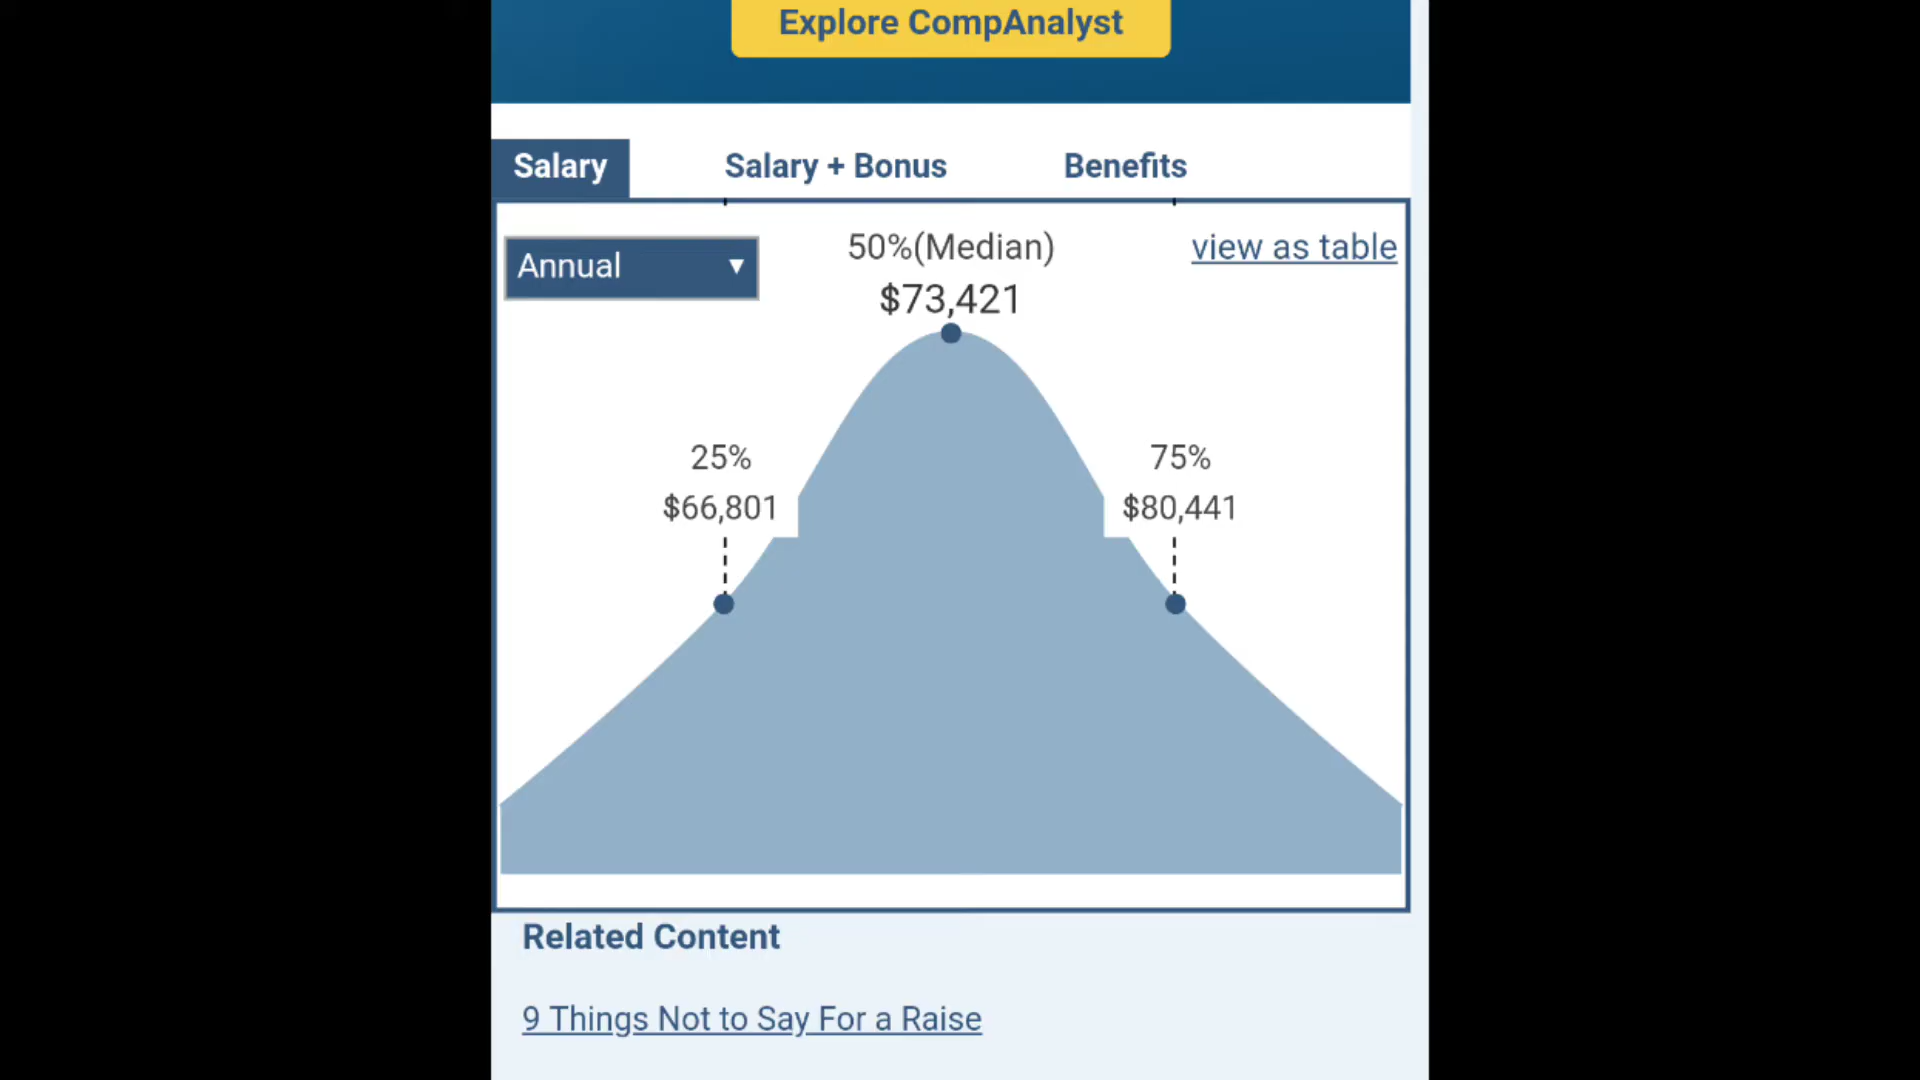 Explore CompAnalyst
Salary
Salary + Bonus
Benefits
Annual
50%(Median)
$73,421
view as table
25%
$66,801
75%
$80,441
Related Content
9 Things Not to Say For a Raise